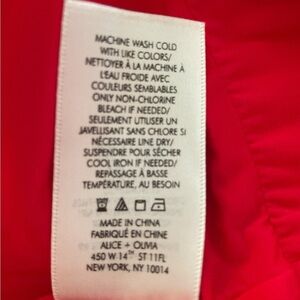 MACHINE WASH COLD
WITH LIKE COLORS/
NETTOYER À LA MACHINE À
L'EAU FROIDE AVEC
COULEURS SEMBLABLES
ONLY NON-CHLORINE
BLEACH IF NEEDED/
SEULEMENT UTILISER UN
JAVELLISANT SANS CHLORE SI
NÉCESSAIRE LINE DRY/
SUSPENDRE POUR SÉCHER
COOL IRON IF NEEDED/
REPASSAGE À BASSE
TEMPÉRATURE, AU BESOIN
MADE IN CHINA
FABRIQUÉ EN CHINE
ALICE + OLIVIA
450 W 14TH ST 11FL
NEW YORK, NY 10014